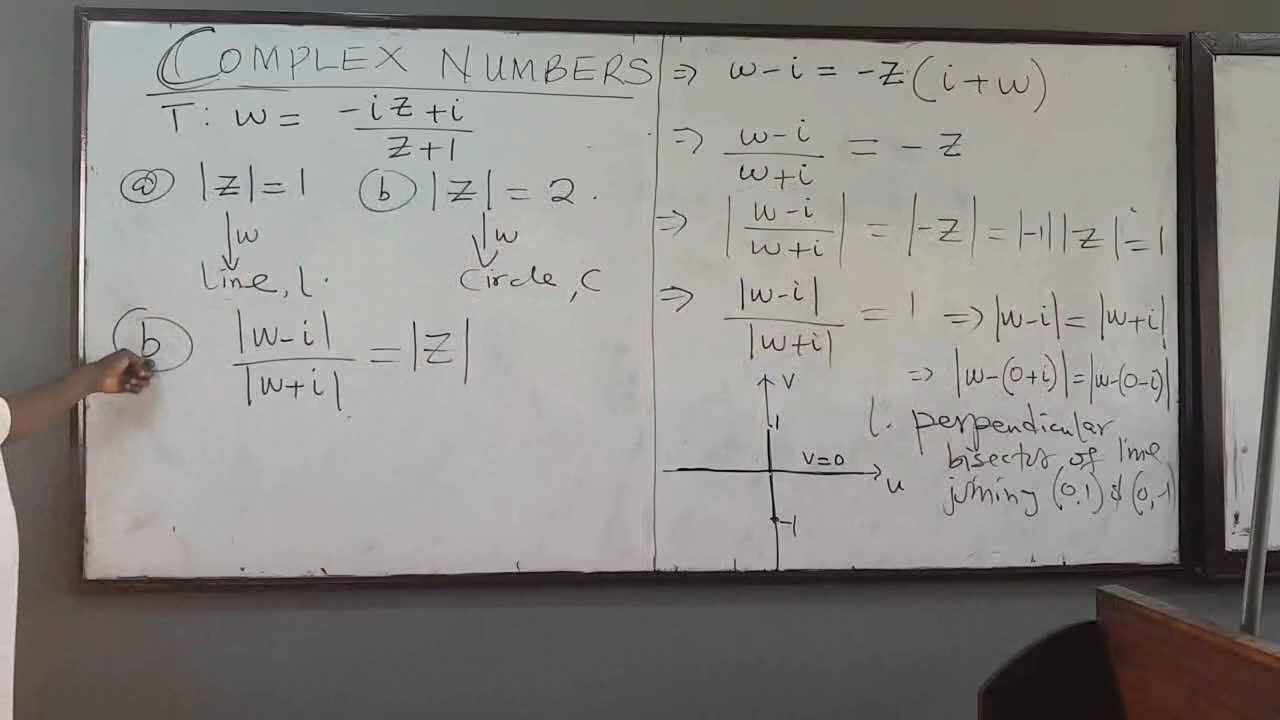 COMPLEX NUMBERS
T: w = (-iz+i)/(z+1)
(a) |z| = 1 (b) |z| = 2.
↓w ↓w
Line, l. Circle, C
(b) |w-i|/|w+i| = |z|
⇒ w-i = -z(i+w)
⇒ (w-i)/(w+i) = -z
⇒ |(w-i)/(w+i)| = |-z| = |-1||z| = 1
⇒ |w-i|/|w+i| = 1 ⇒ |w-i| = |w+i|
⇒ |w-(0+i)| = |w-(0-i)|
v
1
v=0
u
-1
l. perpendicular
bisector of line
joining (0,1) & (0,-1)